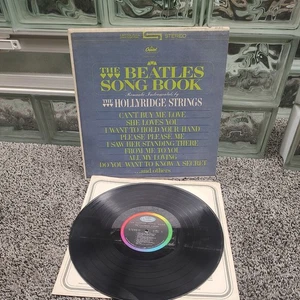 Capitol
STEREO
THE BEATLES
SONG BOOK
Romantic Instrumentals by
THE HOLLYRIDGE STRINGS
CAN'T BUY ME LOVE
SHE LOVES YOU
I WANT TO HOLD YOUR HAND
PLEASE PLEASE ME
I SAW HER STANDING THERE
FROM ME TO YOU
ALL MY LOVING
DO YOU WANT TO KNOW A SECRET
and others